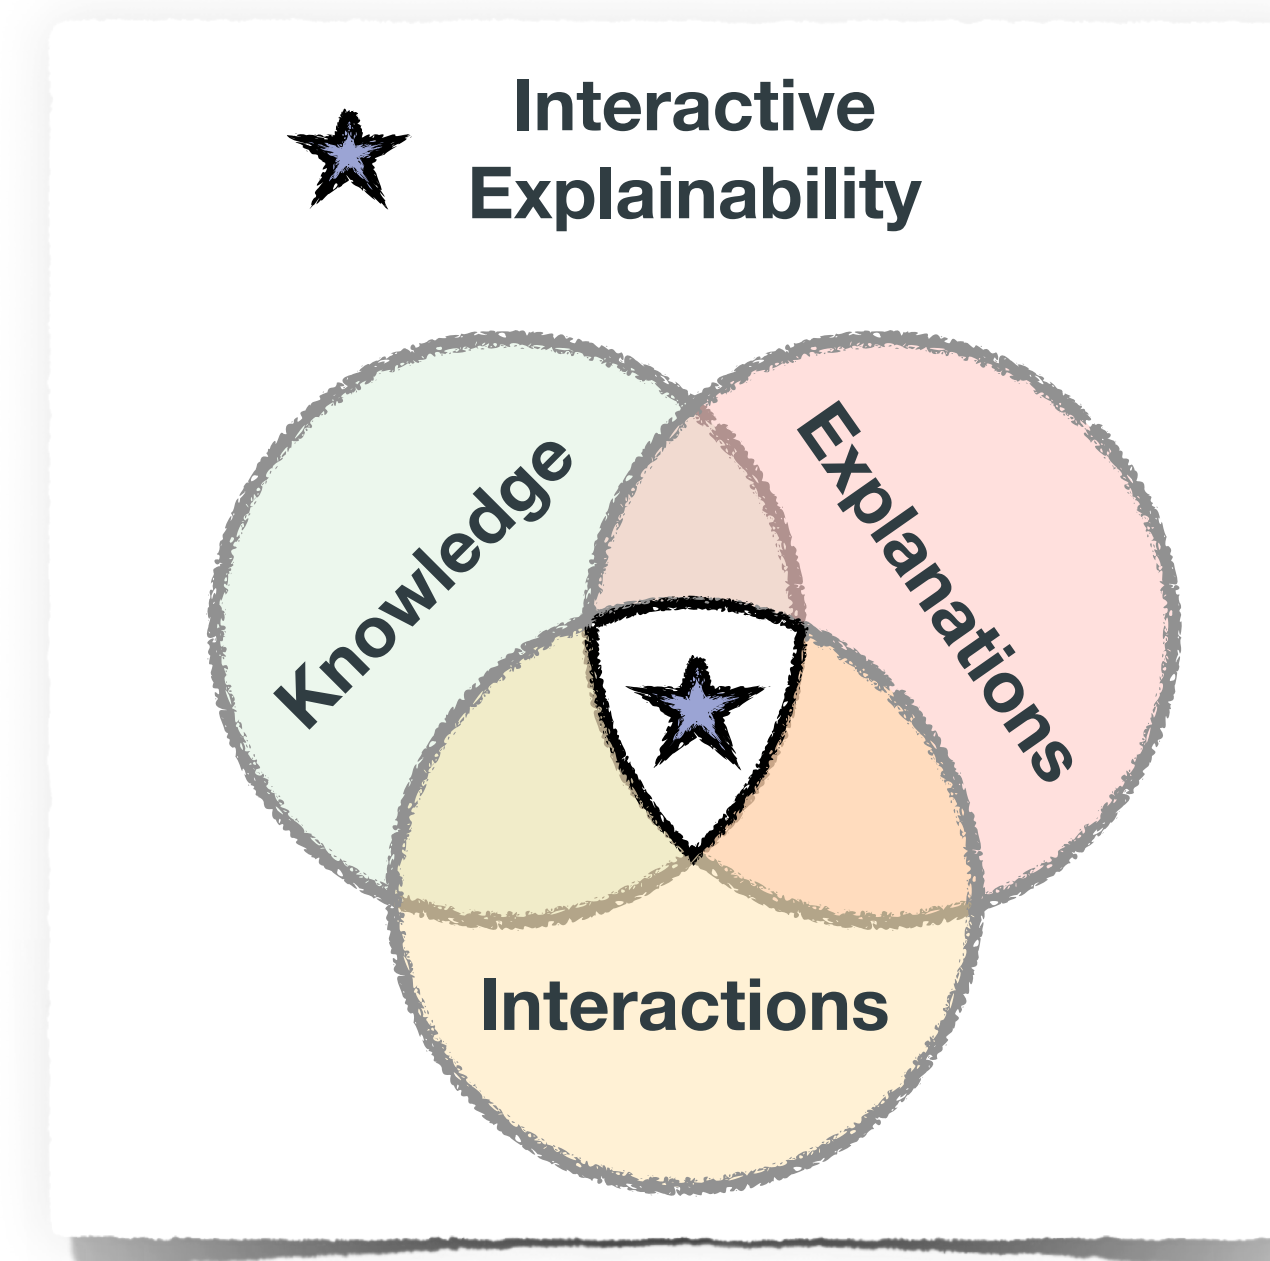 Interactive
Explainability
Knowledge
Explanations
Interactions